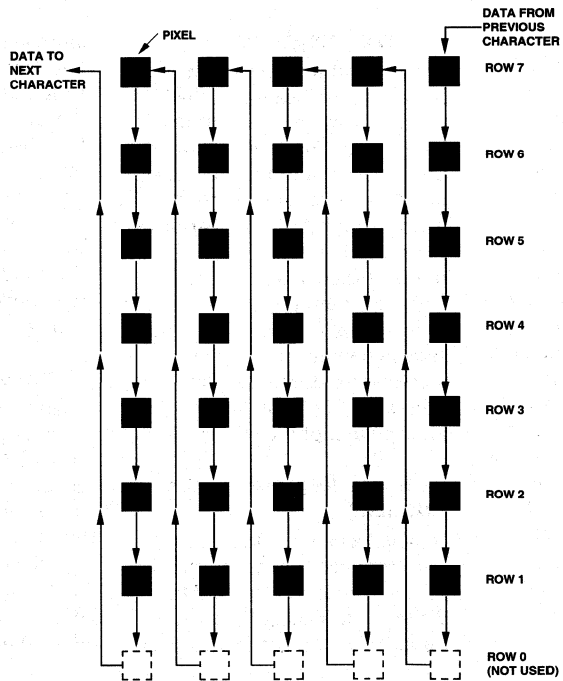 DATA FROM
PREVIOUS
CHARACTER
PIXEL
DATA TO
NEXT
CHARACTER
ROW 7
ROW 6
ROW 5
ROW 4
ROW 3
ROW 2
ROW 1
ROW 0
(NOT USED)